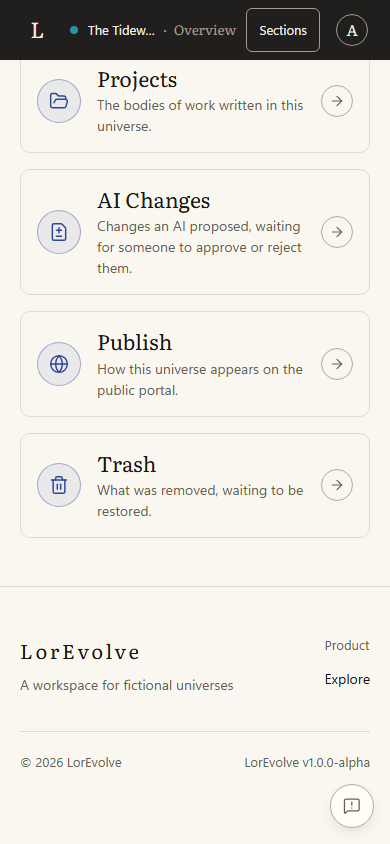 L
The Tidew... · Overview
Sections
A
Projects
The bodies of work written in this
universe.
AI Changes
Changes an AI proposed, waiting
for someone to approve or reject
them.
Publish
How this universe appears on the
public portal.
Trash
What was removed, waiting to be
restored.
LorEvolve
A workspace for fictional universes
Product
Explore
© 2026 LorEvolve
LorEvolve v1.0.0-alpha